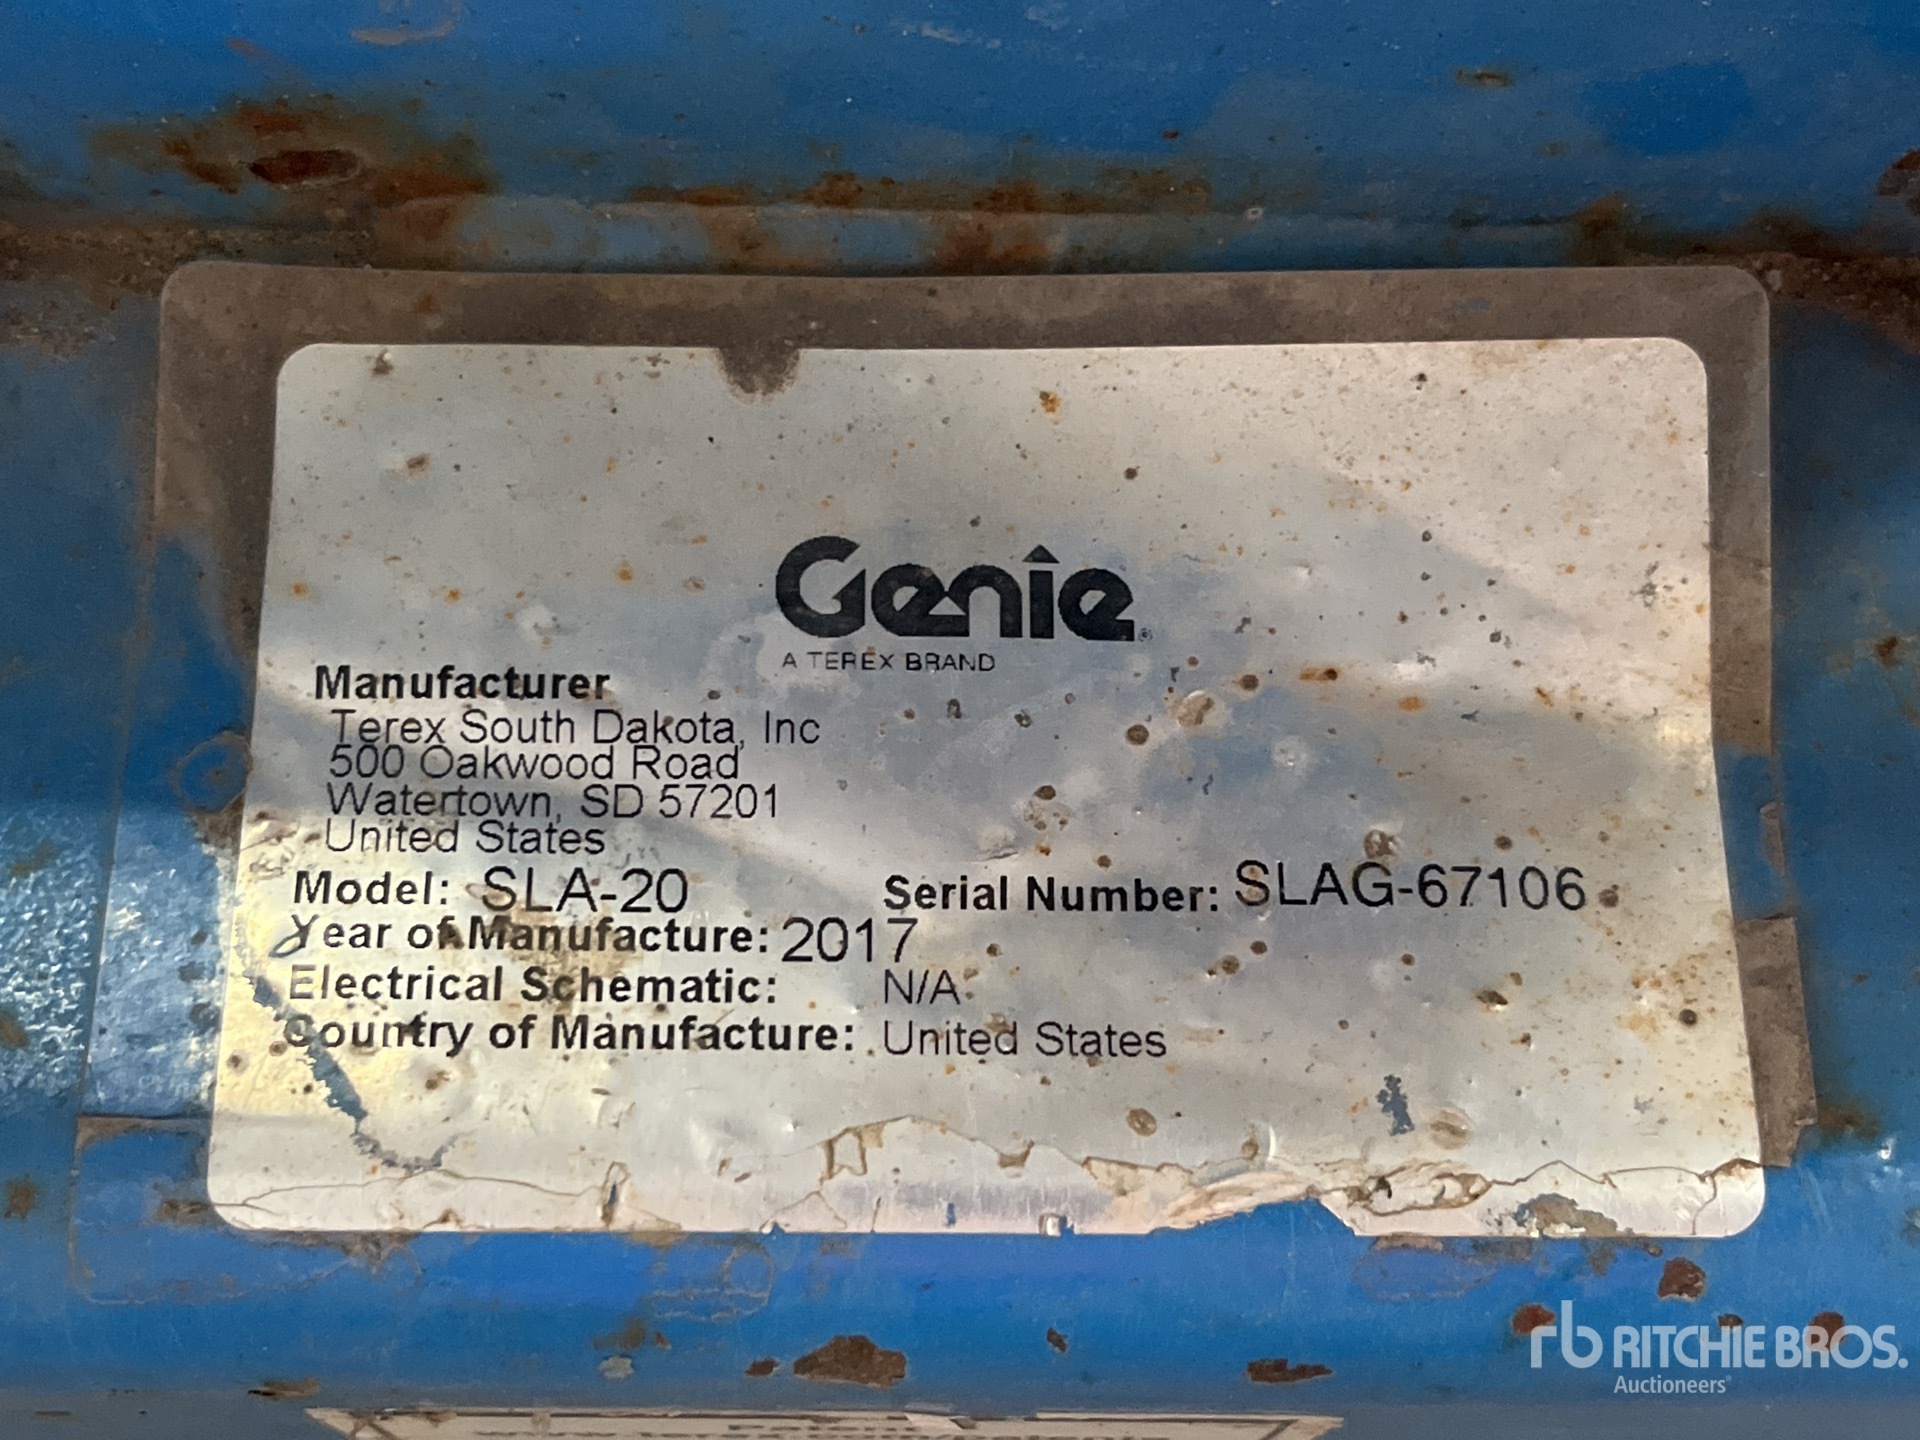 Genie
A TEREX BRAND
Manufacturer
Terex South Dakota, Inc
500 Oakwood Road
Watertown, SD 57201
United States
Model: SLA-20 Serial Number: SLAG-67106
Year of Manufacture: 2017
Electrical Schematic: N/A
Country of Manufacture: United States
rb RITCHIE BROS.
Auctioneers